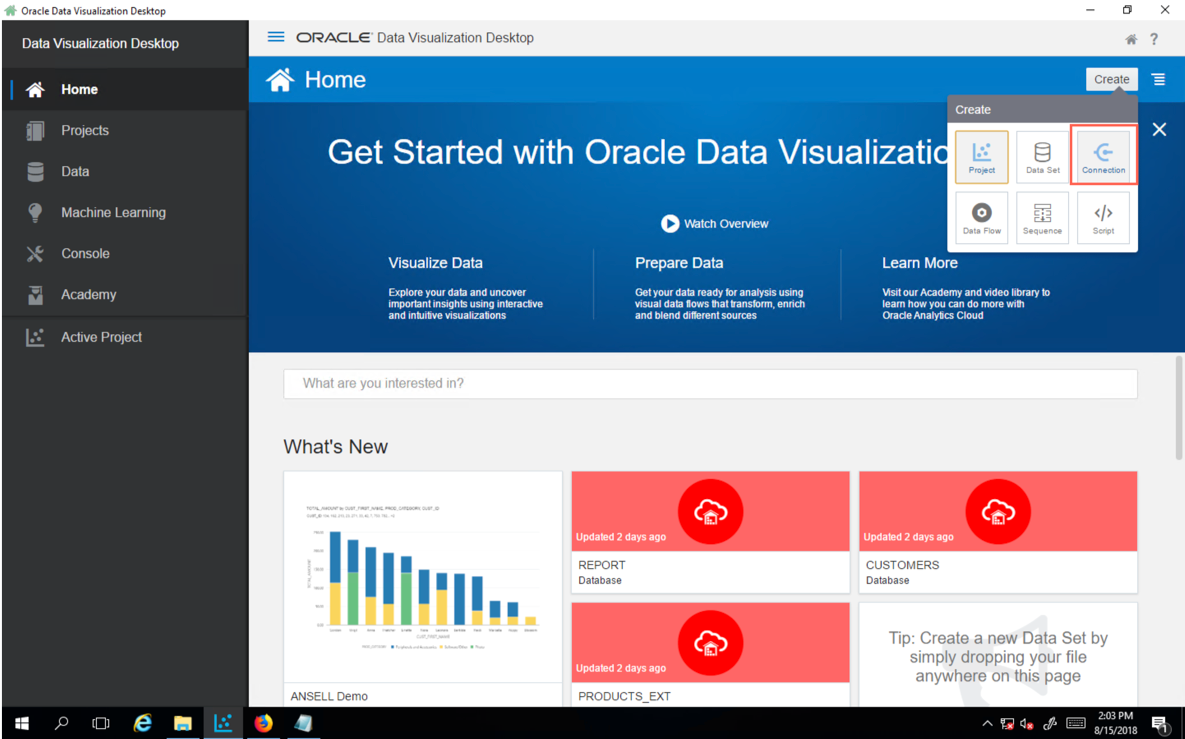 Oracle Data Visualization Desktop
Data Visualization Desktop
ORACLE Data Visualization Desktop
?
Home
Projects
Data
Machine Learning
Console
Academy
Active Project
Home
Create
Create
Project
Data Set
Connection
Data Flow
Sequence
Script
Get Started with Oracle Data Visualizatio
Watch Overview
Visualize Data
Explore your data and uncover
important insights using interactive
and intuitive visualizations
Prepare Data
Get your data ready for analysis using
visual data flows that transform, enrich
and blend different sources
Learn More
Visit our Academy and video library to
learn how you can do more with
Oracle Analytics Cloud
What are you interested in?
What's New
TOTAL_AMOUNT by CUST_FIRST_NAME, PROD_CATEGORY, CUST_ID
CUST_FIRST_NAME
ANSELL Demo
Updated 2 days ago
REPORT
Database
Updated 2 days ago
CUSTOMERS
Database
Updated 2 days ago
PRODUCTS_EXT
Tip: Create a new Data Set by
simply dropping your file
anywhere on this page
2:03 PM
8/15/2018
1